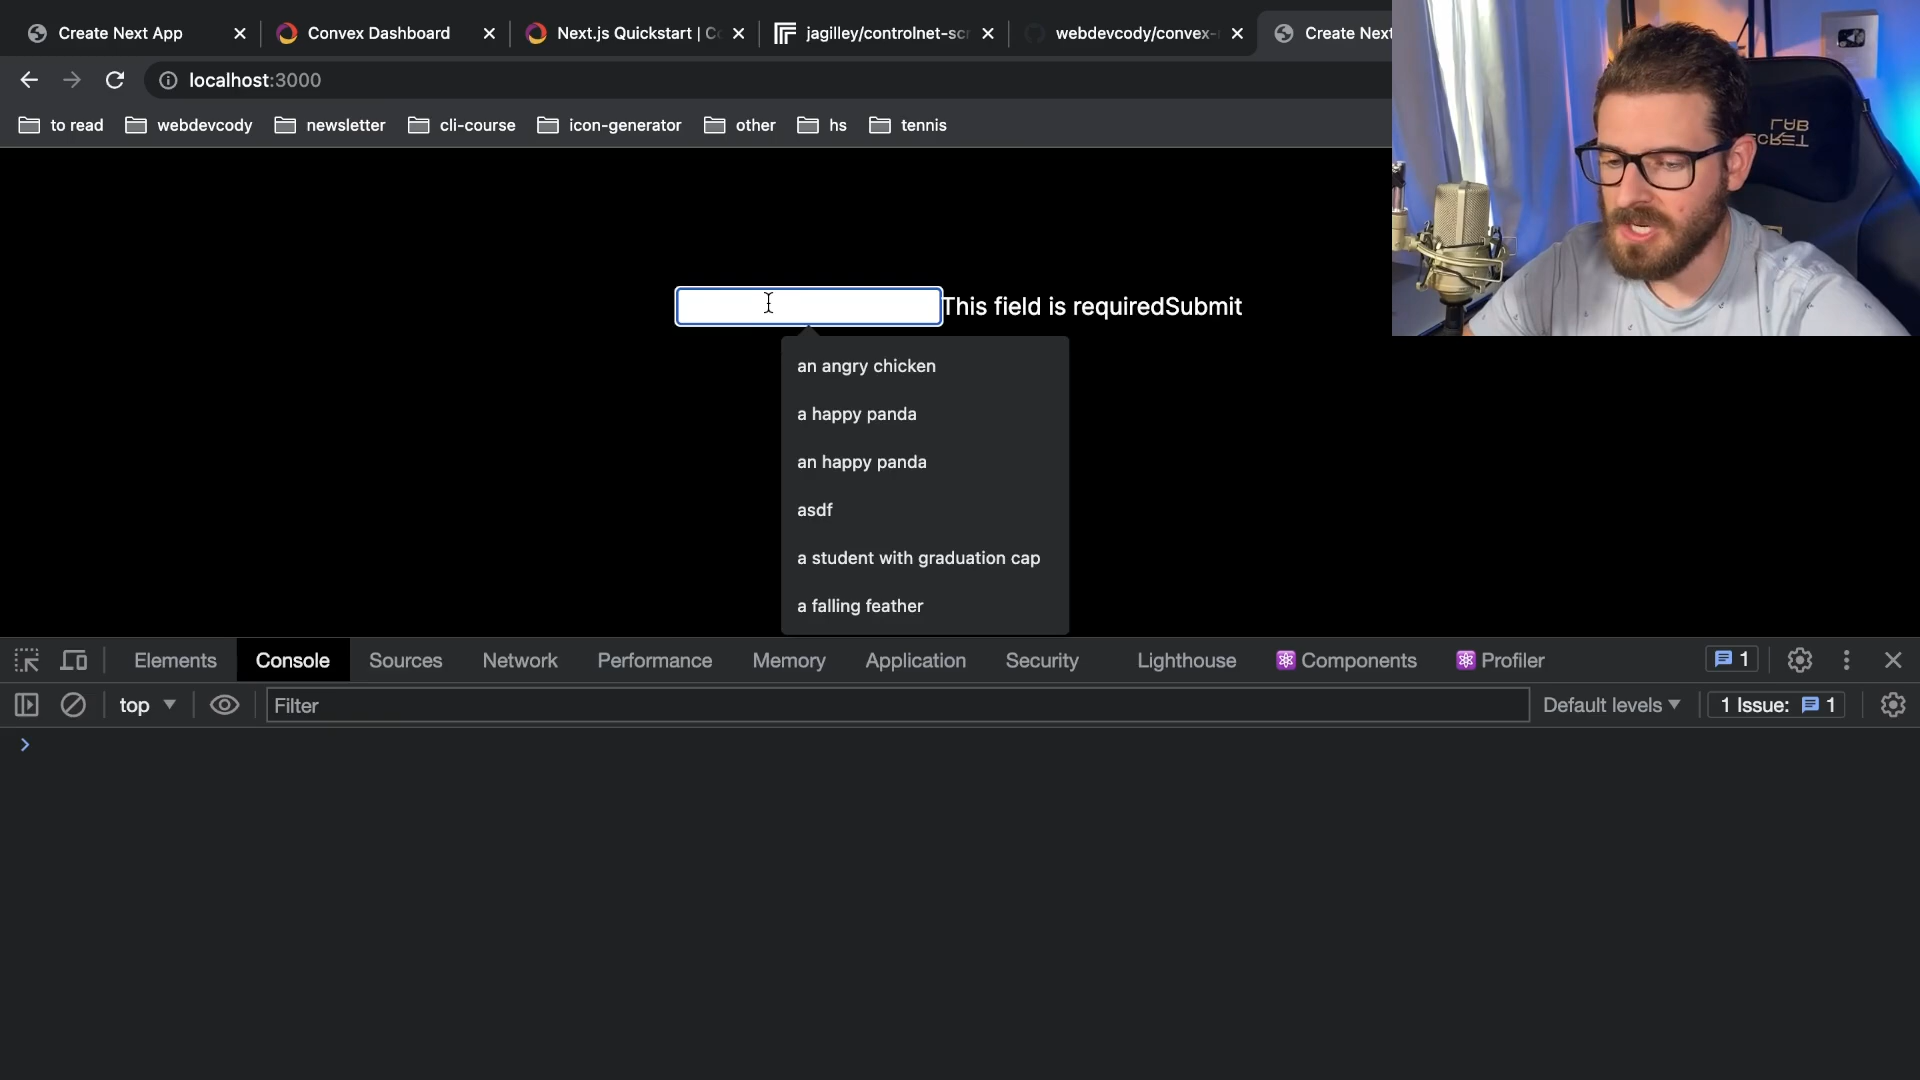 Create Next App
Convex Dashboard
Next.js Quickstart | Co
jagilley/controlnet-scr
webdevcody/convex-
Create Next
localhost:3000
to read
webdevcody
newsletter
cli-course
icon-generator
other
hs
tennis
This field is requiredSubmit
an angry chicken
a happy panda
an happy panda
asdf
a student with graduation cap
a falling feather
Elements
Console
Sources
Network
Performance
Memory
Application
Security
Lighthouse
Components
Profiler
1
top
Filter
Default levels
1 Issue: 1